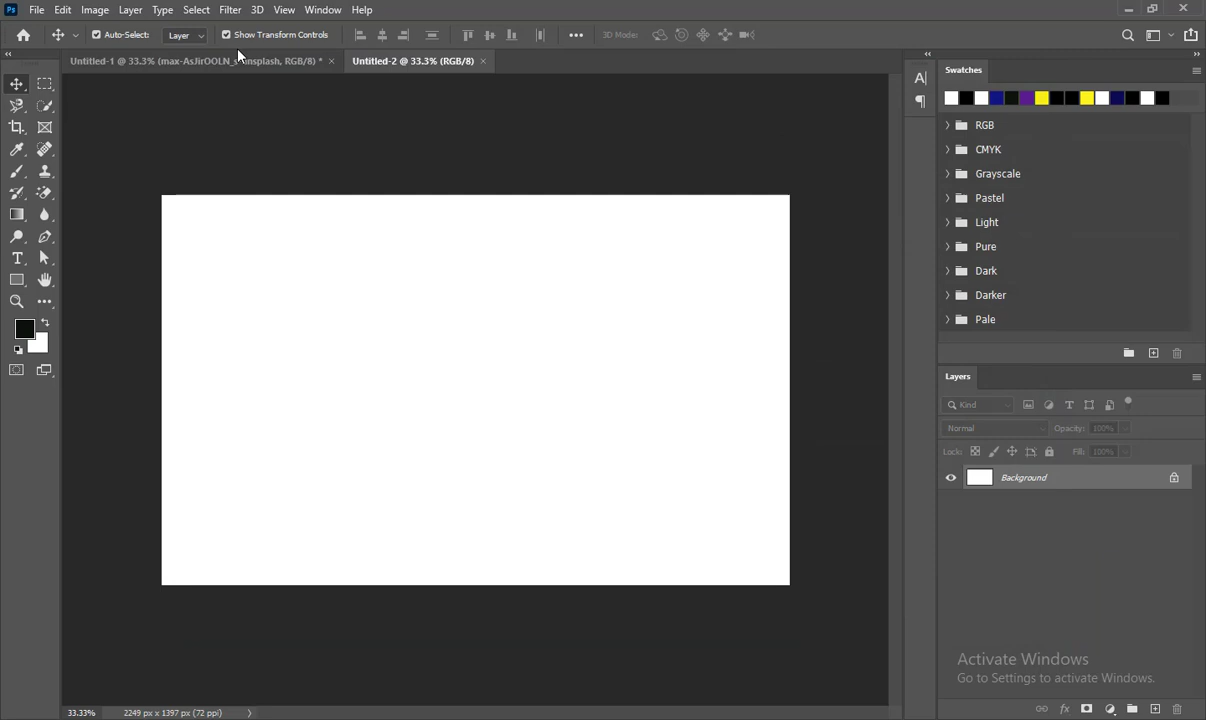 Ps File Edit Image Layer Type Select Filter 3D View Window Help
Auto-Select: Layer Show Transform Controls 3D Mode:
Untitled-1 @ 33.3% (max-AsJirOOLN_s unsplash, RGB/8) * × Untitled-2 @ 33.3% (RGB/8) ×
Swatches
RGB
CMYK
Grayscale
Pastel
Light
Pure
Dark
Darker
Pale
Layers
Kind
Normal Opacity: 100%
Lock: Fill: 100%
Background
Activate Windows
Go to Settings to activate Windows.
33.33% 2249 px x 1397 px (72 ppi)